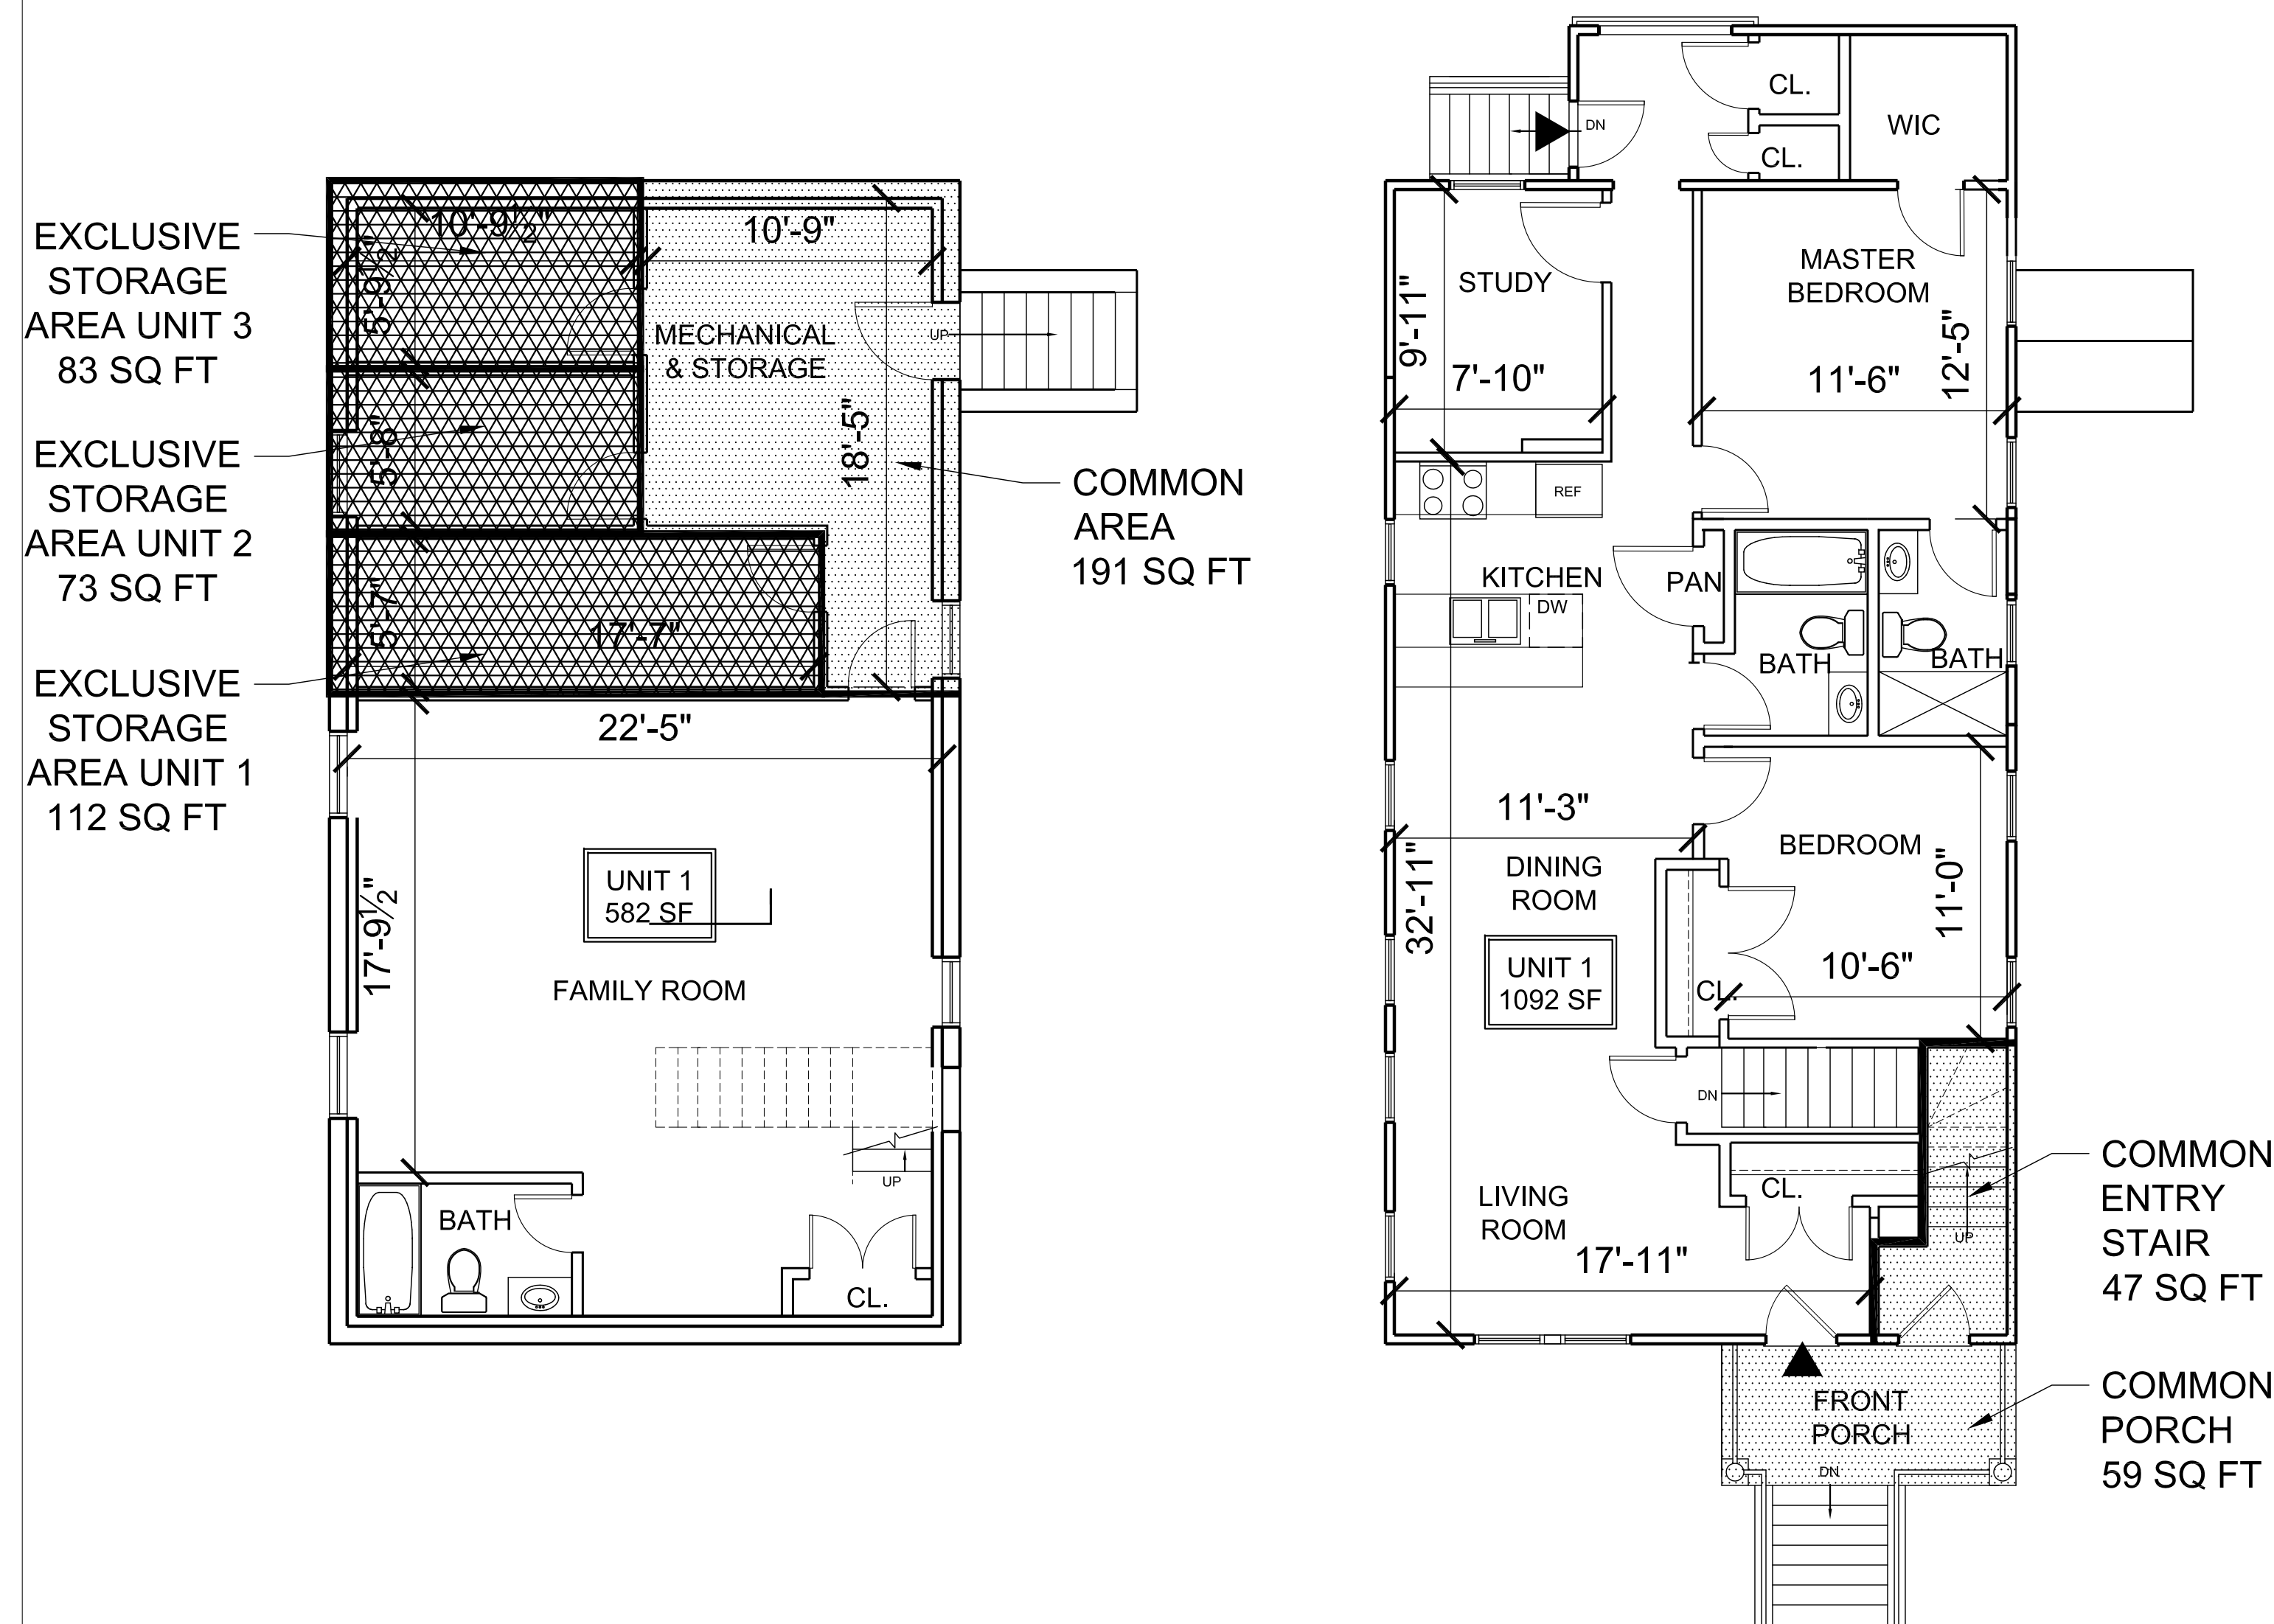 EXCLUSIVE
STORAGE
AREA UNIT 3
83 SQ FT
EXCLUSIVE
STORAGE
AREA UNIT 2
73 SQ FT
EXCLUSIVE
STORAGE
AREA UNIT 1
112 SQ FT
10'-9½"
5'-9½"
5'-8"
5'-7"
17'-7"
10'-9"
MECHANICAL
& STORAGE
18'-5"
UP
COMMON
AREA
191 SQ FT
22'-5"
17'-9½"
UNIT 1
582 SF
FAMILY ROOM
UP
BATH
CL.
DN
CL.
CL.
WIC
STUDY
9'-11"
7'-10"
MASTER
BEDROOM
11'-6"
12'-5"
REF
KITCHEN
DW
PAN
BATH
BATH
11'-3"
32'-11"
DINING
ROOM
UNIT 1
1092 SF
BEDROOM
11'-0"
10'-6"
CL.
DN
CL.
LIVING
ROOM
17'-11"
UP
COMMON
ENTRY
STAIR
47 SQ FT
FRONT
PORCH
DN
COMMON
PORCH
59 SQ FT